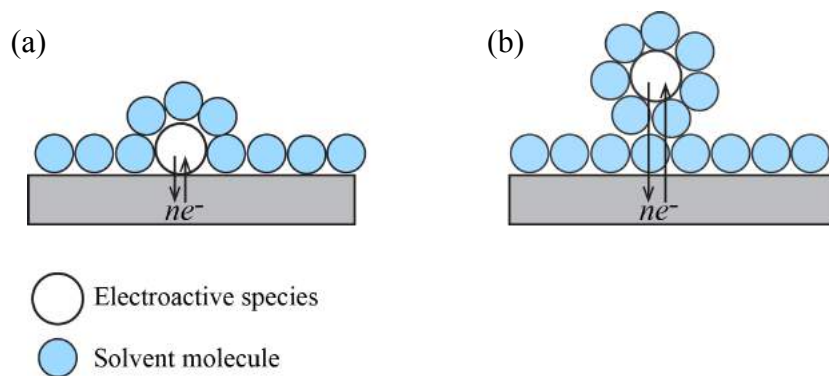 (a)
(b)
ne-
ne-
Electroactive species
Solvent molecule